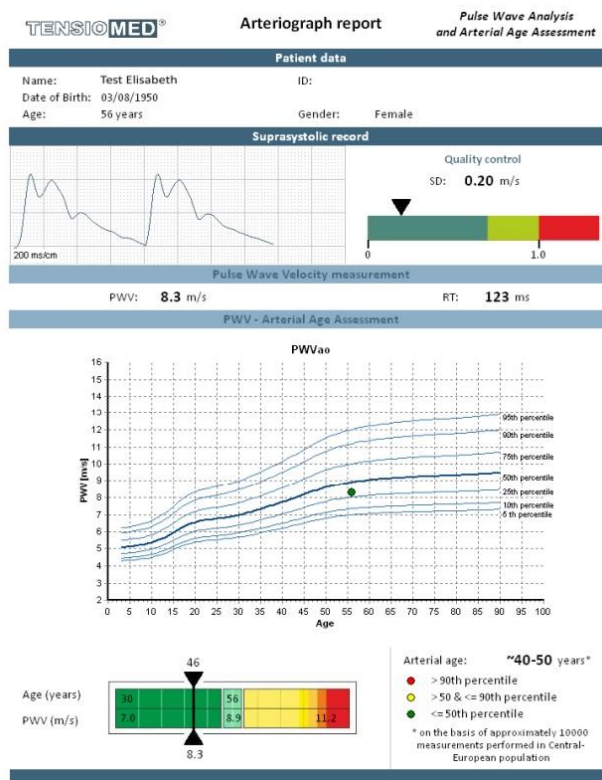 TENSIOMED®
Arteriograph report
Pulse Wave Analysis
and Arterial Age Assessment
Patient data
Name: Test Elisabeth ID:
Date of Birth: 03/08/1950
Age: 56 years Gender: Female
Suprasystolic record
Quality control
SD: 0.20 m/s
200 ms/cm
0 1.0
Pulse Wave Velocity measurement
PWV: 8.3 m/s RT: 123 ms
PWV - Arterial Age Assessment
PWVao
PWV [m/s]
16
15
14
13
12
11
10
9
8
7
6
5
4
3
2
95th percentile
90th percentile
75th percentile
50th percentile
25th percentile
10th percentile
5 th percentile
0 5 10 15 20 25 30 35 40 45 50 55 60 65 70 75 80 85 90 95 100
Age
46
Age (years) 30 56
PWV (m/s) 7.0 8.9 11.2
8.3
Arterial age: ~40-50 years*
> 90th percentile
>50 & <= 90th percentile
<= 50th percentile
* on the basis of approximately 10000
measurements performed in Central-
European population